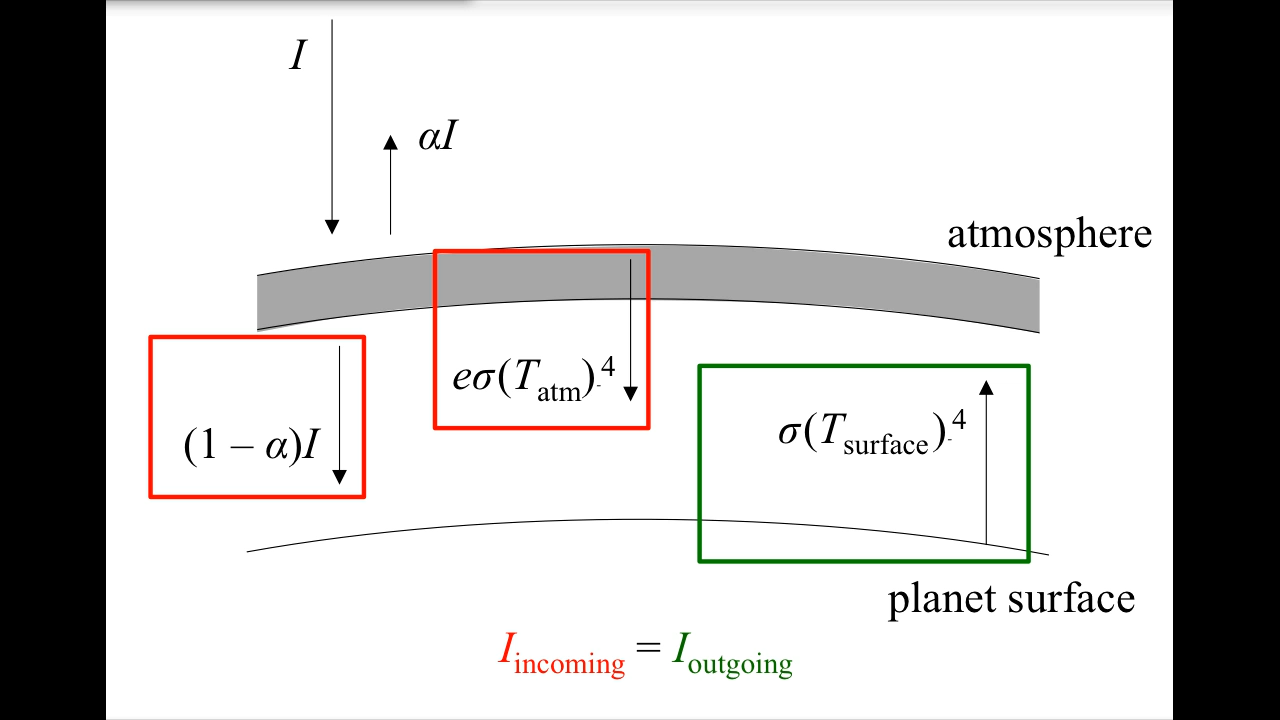 I
αI
atmosphere
eσ(Tatm)4
(1 – α)I
σ(Tsurface)4
planet surface
Iincoming = Ioutgoing